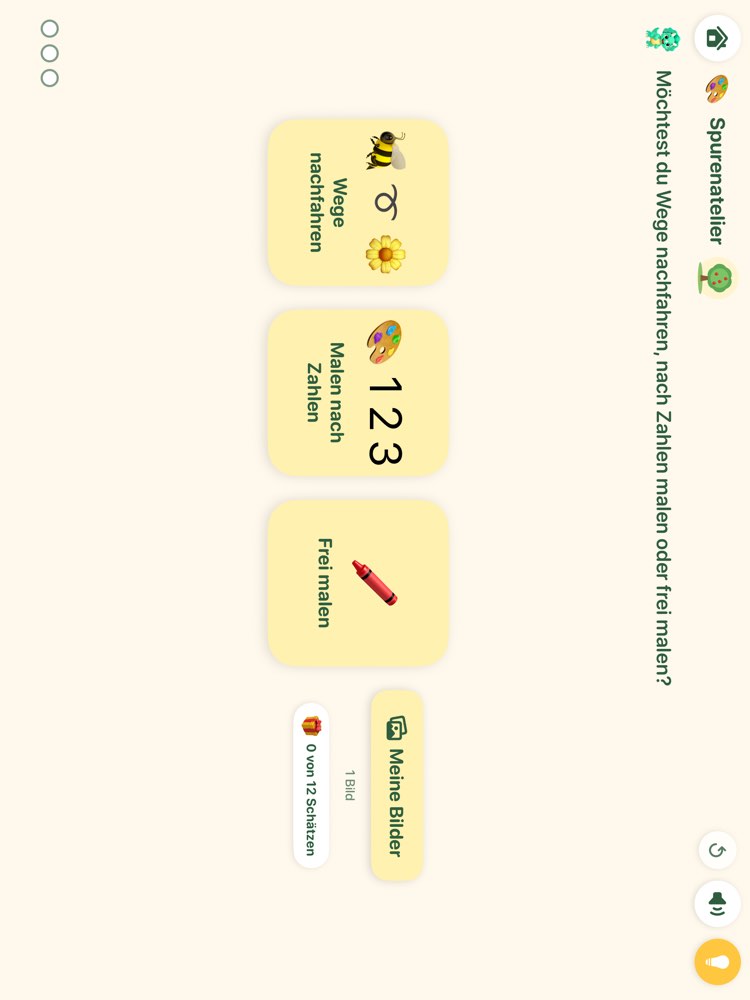 Spurenatelier
Möchtest du Wege nachfahren, nach Zahlen malen oder frei malen?
Wege
nachfahren
1 2 3
Malen nach
Zahlen
Frei malen
Meine Bilder
1 Bild
0 von 12 Schätzen